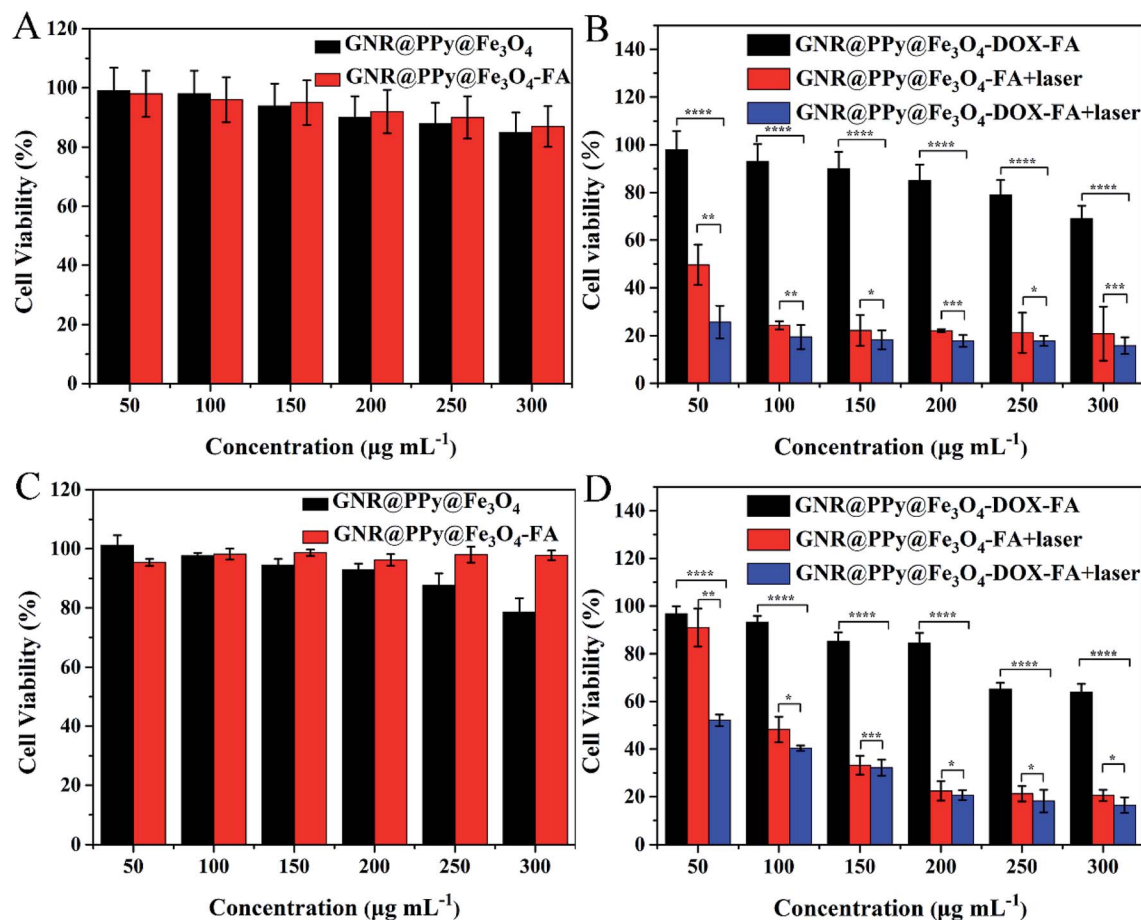 A
120
100
80
60
40
20
0
Cell Viability (%)
GNR@PPy@Fe₃O₄
GNR@PPy@Fe₃O₄-FA
50 100 150 200 250 300
Concentration (µg mL⁻¹)
B
140
120
100
80
60
40
20
0
Cell viability (%)
GNR@PPy@Fe₃O₄-DOX-FA
GNR@PPy@Fe₃O₄-FA+laser
GNR@PPy@Fe₃O₄-DOX-FA+laser
**** **** **** **** **** ****
** ** * *** * ***
50 100 150 200 250 300
Concentration (µg mL⁻¹)
C
120
100
80
60
40
20
0
Cell Viability (%)
GNR@PPy@Fe₃O₄
GNR@PPy@Fe₃O₄-FA
50 100 150 200 250 300
Concentration (µg mL⁻¹)
D
140
120
100
80
60
40
20
0
Cell Viability (%)
GNR@PPy@Fe₃O₄-DOX-FA
GNR@PPy@Fe₃O₄-FA+laser
GNR@PPy@Fe₃O₄-DOX-FA+laser
**** **** **** **** **** ****
** * *** * * *
50 100 150 200 250 300
Concentration (µg mL⁻¹)